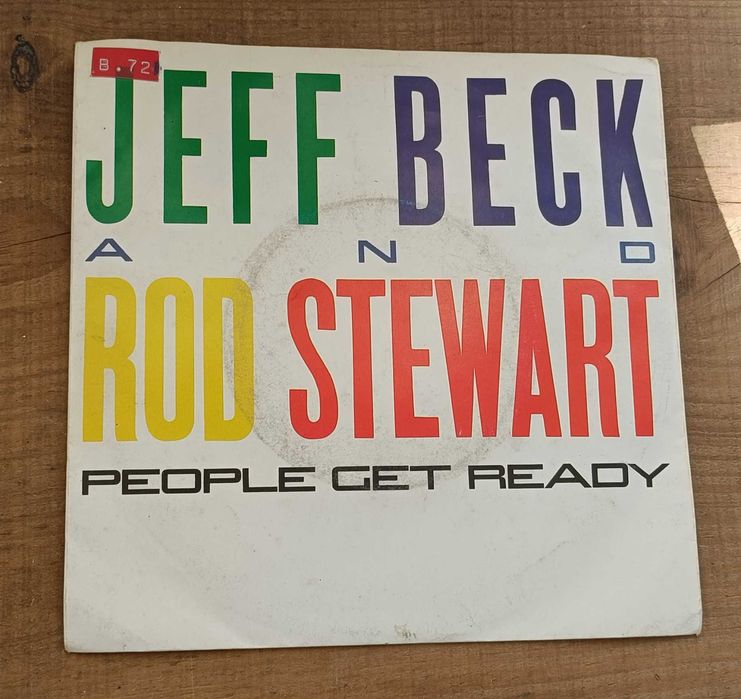 B.72
JEFF BECK
AND
ROD STEWART
PEOPLE GET READY